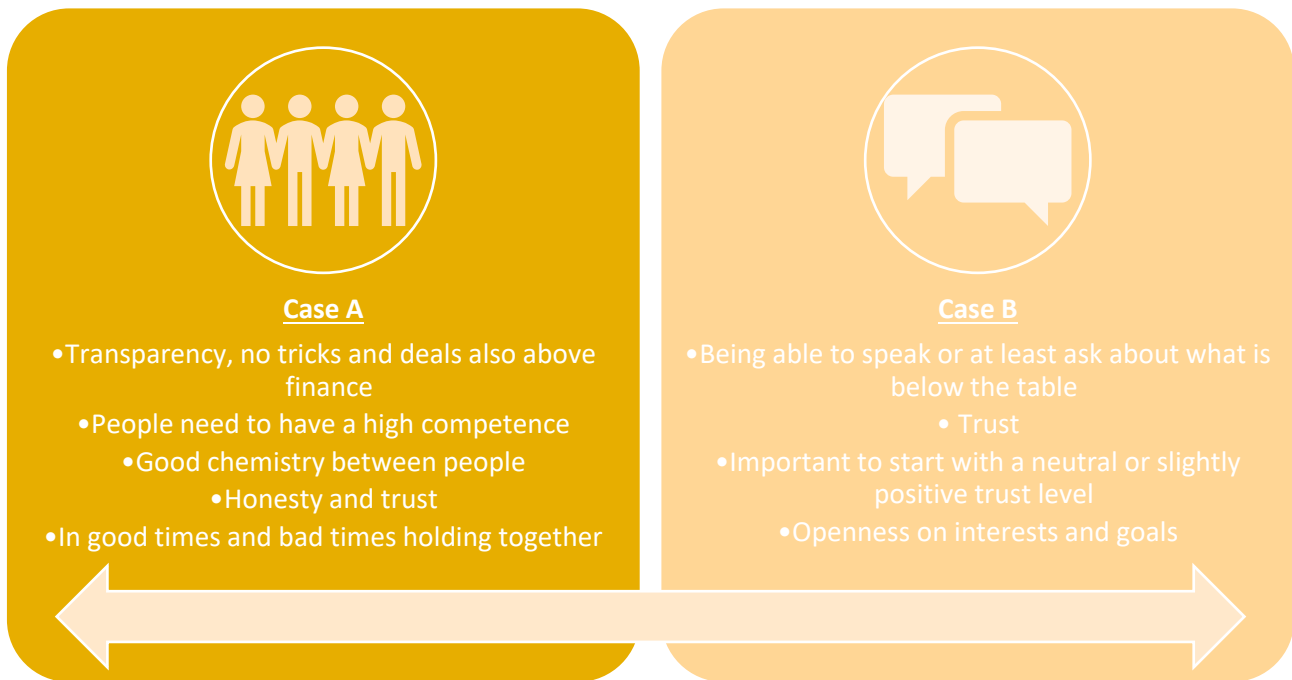 Case A
•Transparency, no tricks and deals also above
finance
•People need to have a high competence
•Good chemistry between people
•Honesty and trust
•In good times and bad times holding together
Case B
•Being able to speak or at least ask about what is
below the table
• Trust
•Important to start with a neutral or slightly
positive trust level
•Openness on interests and goals